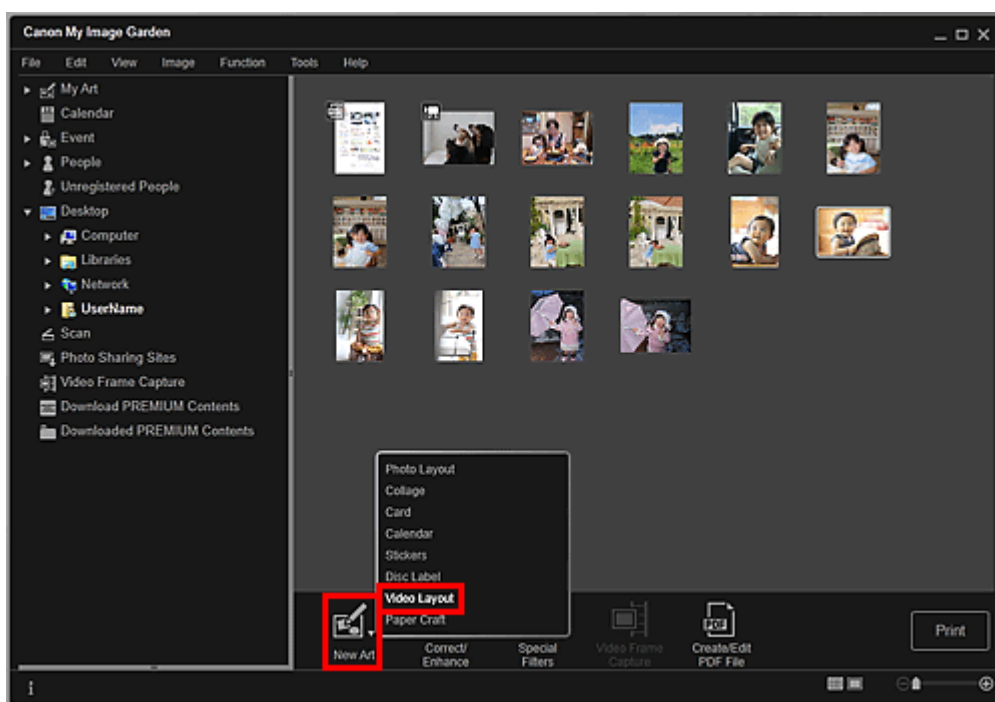 Canon My Image Garden
File Edit View Image Function Tools Help
My Art
Calendar
Event
People
Unregistered People
Desktop
Computer
Libraries
Network
UserName
Scan
Photo Sharing Sites
Video Frame Capture
Download PREMIUM Contents
Downloaded PREMIUM Contents
Photo Layout
Collage
Card
Calendar
Stickers
Disc Label
Video Layout
Paper Craft
New Art
Correct/
Enhance
Special
Filters
Video Frame
Capture
PDF
Create/Edit
PDF File
Print